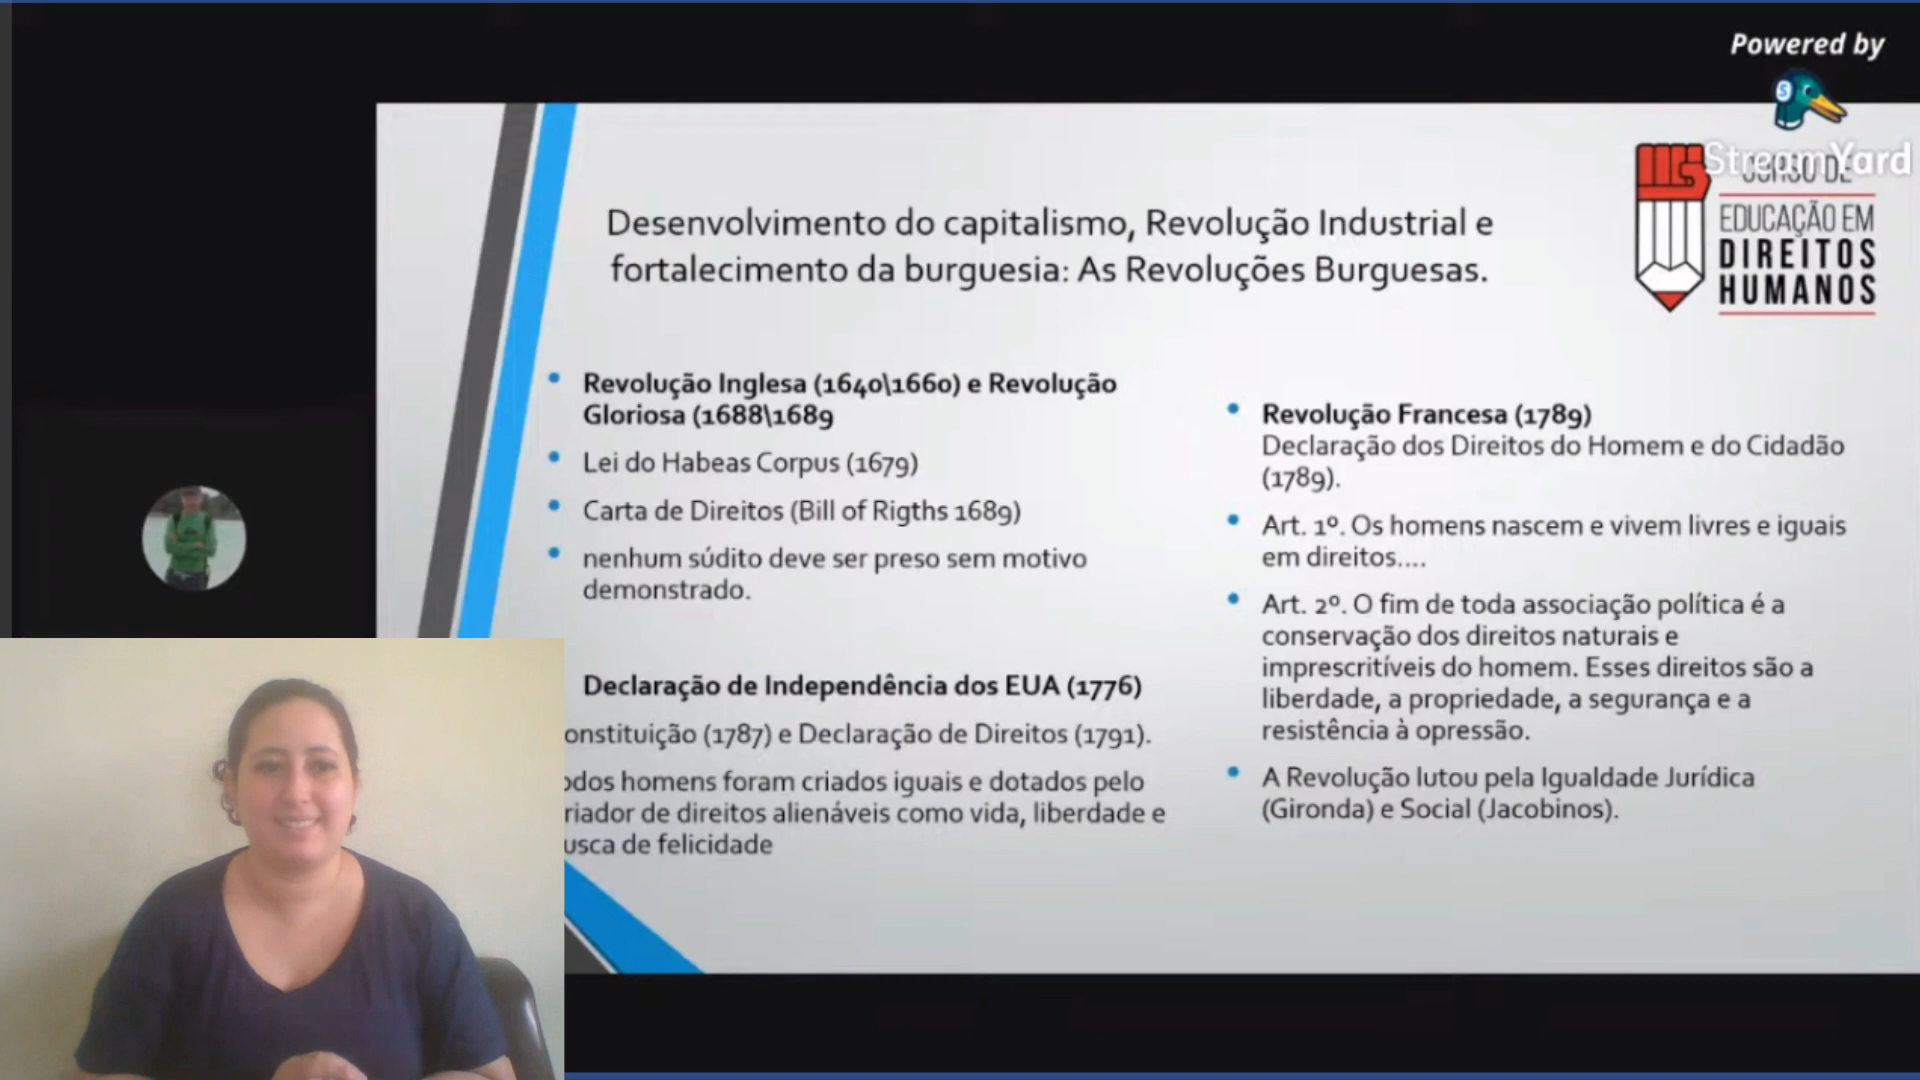 Powered by
StreamYard
CURSO DE
EDUCAÇÃO EM
DIREITOS
HUMANOS
Desenvolvimento do capitalismo, Revolução Industrial e
fortalecimento da burguesia: As Revoluções Burguesas.
Revolução Inglesa (1640\1660) e Revolução
Gloriosa (1688\1689
Lei do Habeas Corpus (1679)
Carta de Direitos (Bill of Rigths 1689)
nenhum súdito deve ser preso sem motivo
demonstrado.
Declaração de Independência dos EUA (1776)
onstituição (1787) e Declaração de Direitos (1791).
odos homens foram criados iguais e dotados pelo
riador de direitos alienáveis como vida, liberdade e
usca de felicidade
Revolução Francesa (1789)
Declaração dos Direitos do Homem e do Cidadão
(1789).
Art. 1º. Os homens nascem e vivem livres e iguais
em direitos....
Art. 2º. O fim de toda associação política é a
conservação dos direitos naturais e
imprescritíveis do homem. Esses direitos são a
liberdade, a propriedade, a segurança e a
resistência à opressão.
A Revolução lutou pela Igualdade Jurídica
(Gironda) e Social (Jacobinos).